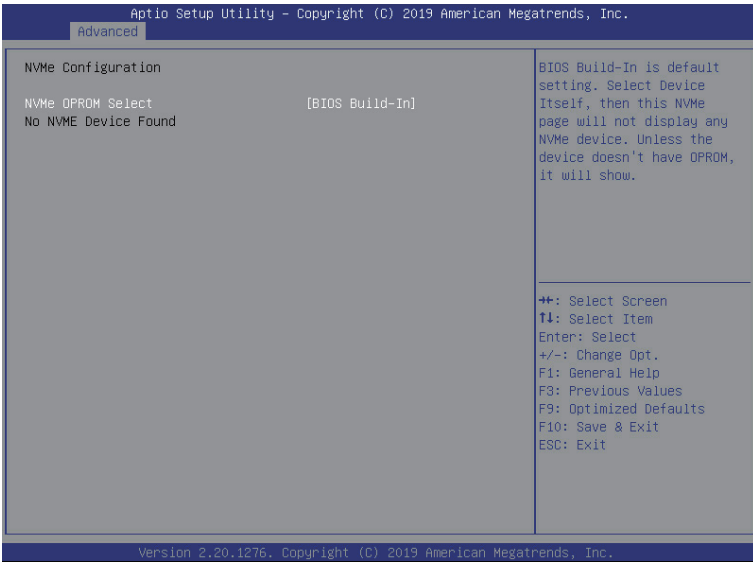 Aptio Setup Utility – Copyright (C) 2019 American Megatrends, Inc.
Advanced
NVMe Configuration
NVMe OPROM Select [BIOS Build-In]
No NVME Device Found
BIOS Build-In is default
setting. Select Device
Itself, then this NVMe
page will not display any
NVMe device. Unless the
device doesn't have OPROM,
it will show.
→←: Select Screen
↑↓: Select Item
Enter: Select
+/-: Change Opt.
F1: General Help
F3: Previous Values
F9: Optimized Defaults
F10: Save & Exit
ESC: Exit
Version 2.20.1276. Copyright (C) 2019 American Megatrends, Inc.